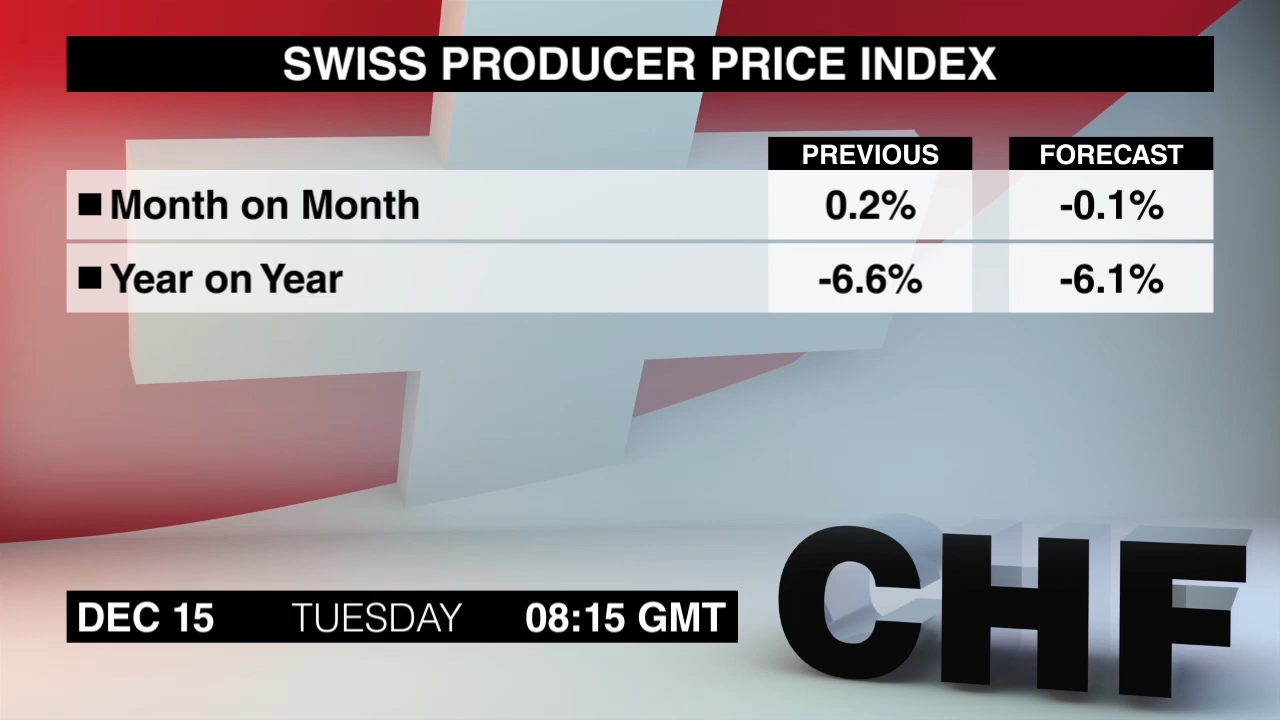 SWISS PRODUCER PRICE INDEX
PREVIOUS FORECAST
Month on Month 0.2% -0.1%
Year on Year -6.6% -6.1%
DEC 15 TUESDAY 08:15 GMT
CHF